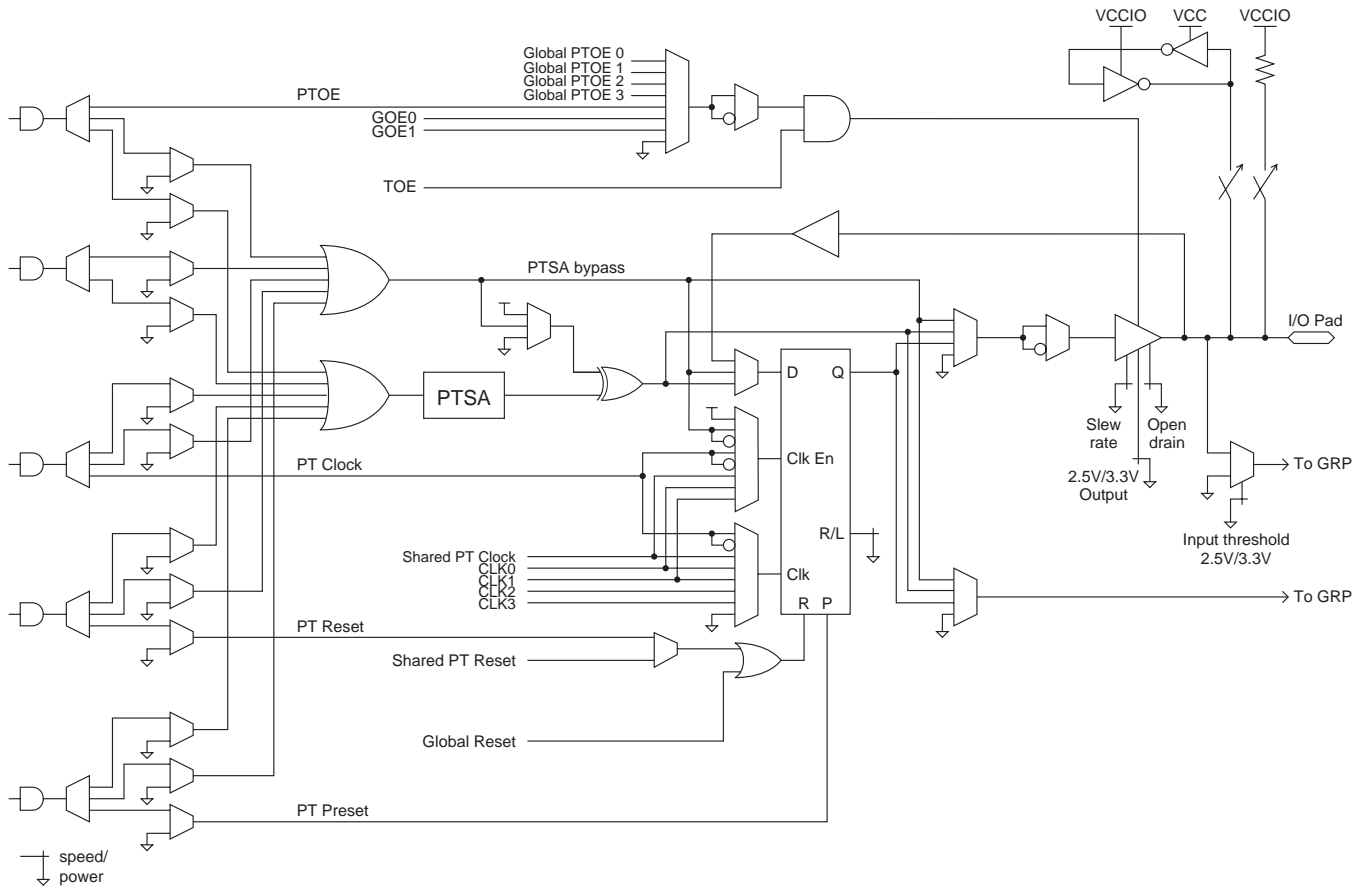 VCCIO
VCC
VCCIO
Global PTOE 0
Global PTOE 1
Global PTOE 2
Global PTOE 3
PTOE
GOE0
GOE1
TOE
PTSA bypass
I/O Pad
D
Q
PTSA
Slew
rate
Open
drain
PT Clock
Clk En
To GRP
2.5V/3.3V
Output
R/L
Input threshold
2.5V/3.3V
Shared PT Clock
CLK0
CLK1
CLK2
CLK3
Clk
To GRP
R
P
PT Reset
Shared PT Reset
Global Reset
PT Preset
speed/
power